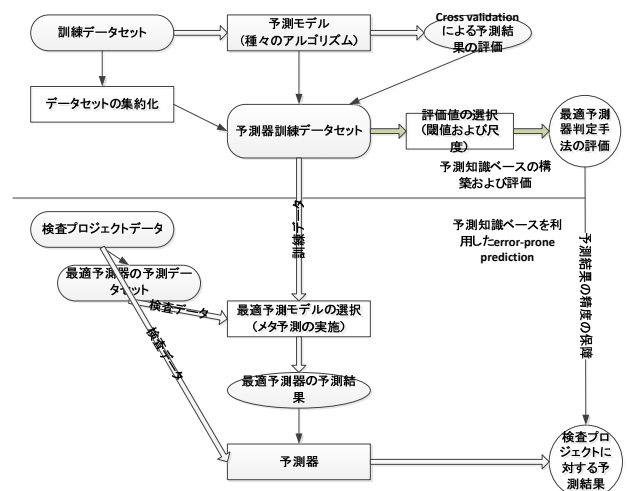 訓練データセット
予測モデル
(種々のアルゴリズム)
Cross validation
による予測結
果の評価
データセットの集約化
予測器訓練データセット
評価値の選択
(閾値および尺
度)
最適予測
器判定手
法の評価
予測知識ベースの構
築および評価
訓練データ
検査プロジェクトデータ
予測知識ベースを利
用したerror-prone
prediction
最適予測器の予測デー
タセット
検査データ
検査データ
最適予測モデルの選択
(メタ予測の実施)
予測結果の精度の保障
最適予測器の予測結
果
予測器
検査プロ
ジェクトに
対する予
測結果